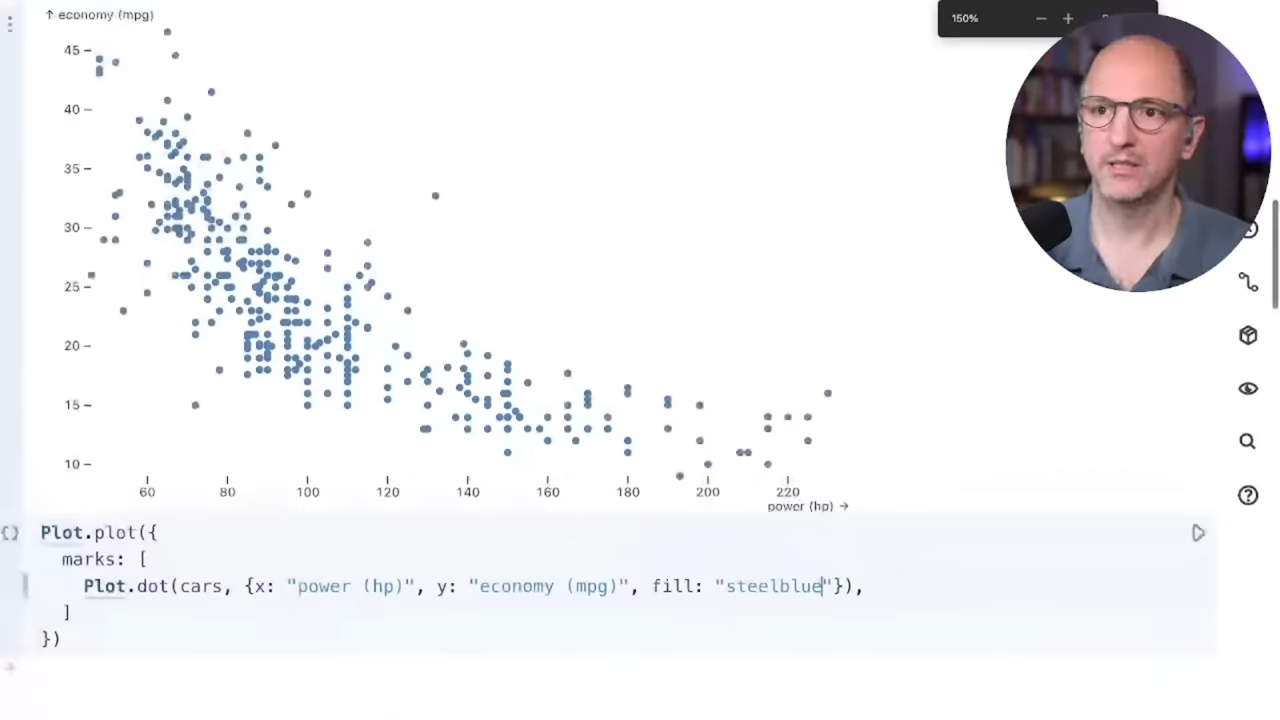 ↑ economy (mpg)
150%
45
40
35
30
25
20
15
10
60 80 100 120 140 160 180 200 220
power (hp) →
Plot.plot({
marks: [
Plot.dot(cars, {x: "power (hp)", y: "economy (mpg)", fill: "steelblue"}),
]
})